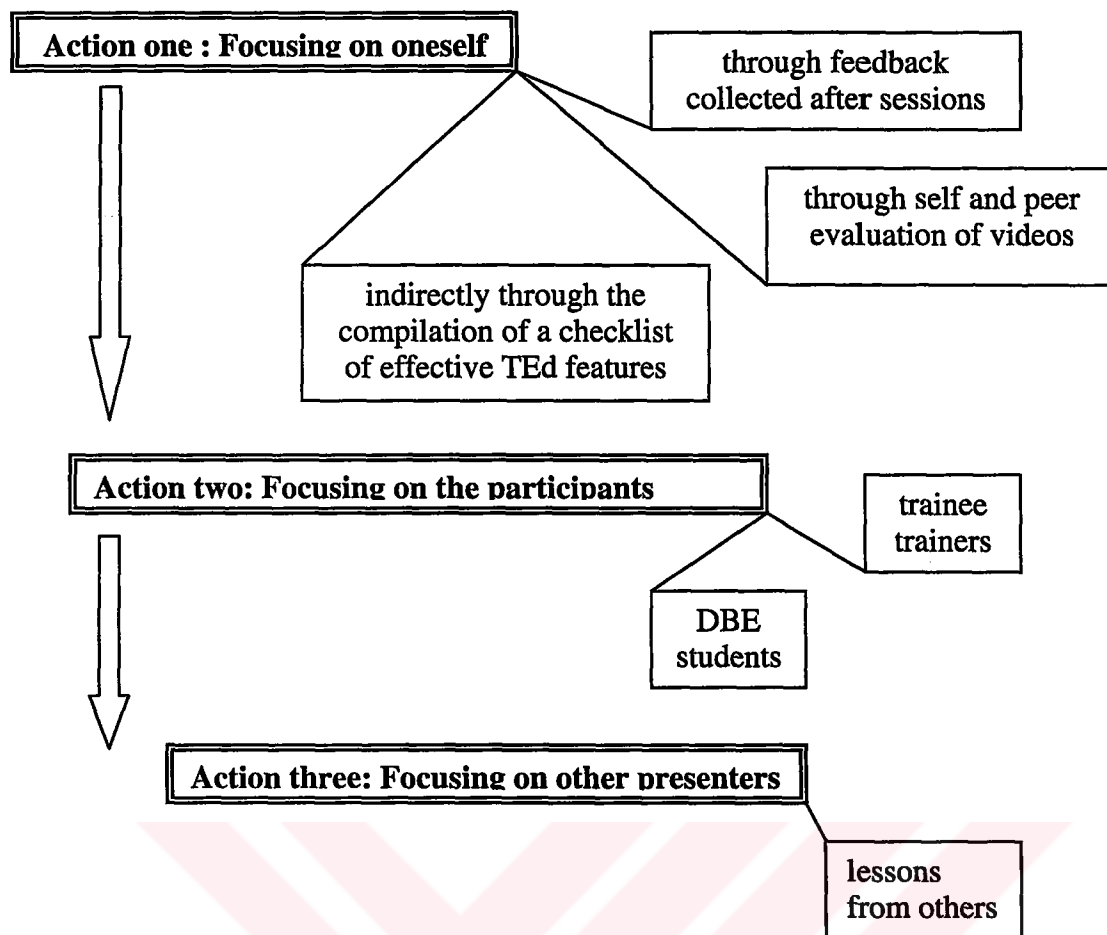 Action one : Focusing on oneself
through feedback
collected after sessions
through self and peer
evaluation of videos
indirectly through the
compilation of a checklist
of effective TEd features
Action two: Focusing on the participants
trainee
trainers
DBE
students
Action three: Focusing on other presenters
lessons
from others